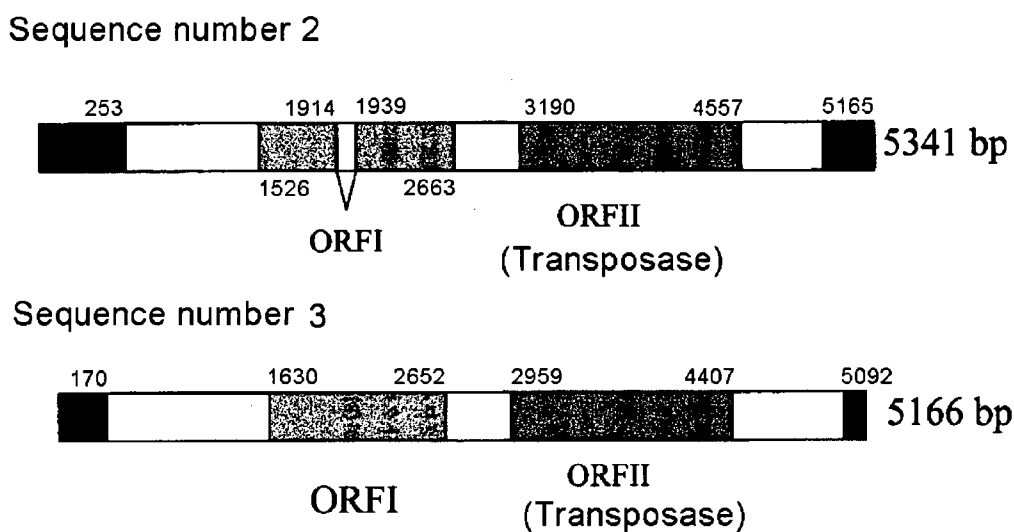 Sequence number 2
253 1914 1939 3190 4557 5165
5341 bp
1526 2663
ORFI ORFII
(Transposase)
Sequence number 3
170 1630 2652 2959 4407 5092
5166 bp
ORFI ORFII
(Transposase)